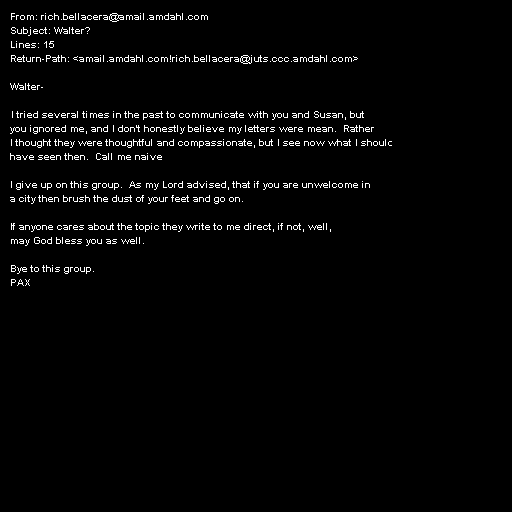 From: rich.bellacera@amail.amdahl.com
Subject: Walter?
Lines: 15
Return-Path: <amail.amdahl.com!rich.bellacera@juts.ccc.amdahl.com>
Walter-
I tried several times in the past to communicate with you and Susan, but
you ignored me, and I don't honestly believe my letters were mean. Rather
I thought they were thoughtful and compassionate, but I see now what I
have seen then. Call me naive
I give up on this group. As my Lord advised, that if you are unwelcome in
a city then brush the dust of your feet and go on.
If anyone cares about the topic they write to me direct, if not, well,
may God bless you as well.
Bye to this group.
PAX